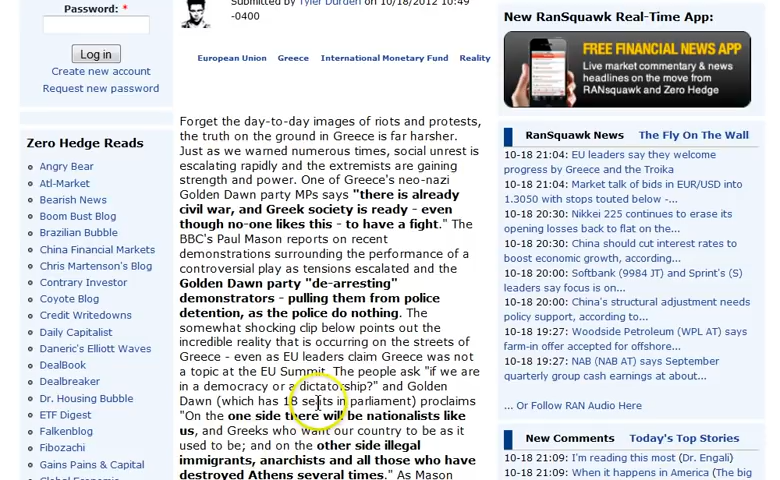 Password: *
Log in
Create new account
Request new password
Zero Hedge Reads
Angry Bear
Atl-Market
Bearish News
Boom Bust Blog
Brazilian Bubble
China Financial Markets
Chris Martenson's Blog
Contrary Investor
Coyote Blog
Credit Writedowns
Daily Capitalist
Daneric's Elliott Waves
DealBook
Dealbreaker
Dr. Housing Bubble
ETF Digest
Falkenblog
Fibozachi
Gains Pains & Capital
Global Economic
Submitted by Tyler Durden on 10/18/2012 10:49
-0400
European Union Greece International Monetary Fund Reality
Forget the day-to-day images of riots and protests,
the truth on the ground in Greece is far harsher.
Just as we warned numerous times, social unrest is
escalating rapidly and the extremists are gaining
strength and power. One of Greece's neo-nazi
Golden Dawn party MPs says "there is already
civil war, and Greek society is ready - even
though no-one likes this - to have a fight." The
BBC's Paul Mason reports on recent
demonstrations surrounding the performance of a
controversial play as tensions escalated and the
Golden Dawn party "de-arresting"
demonstrators - pulling them from police
detention, as the police do nothing. The
somewhat shocking clip below points out the
incredible reality that is occurring on the streets of
Greece - even as EU leaders claim Greece was not
a topic at the EU Summit. The people ask "if we are
in a democracy or a dictatorship?" and Golden
Dawn (which has 18 seats in parliament) proclaims
"On the one side there will be nationalists like
us, and Greeks who want our country to be as it
used to be; and on the other side illegal
immigrants, anarchists and all those who have
destroyed Athens several times." As Mason
New RanSquawk Real-Time App:
FREE FINANCIAL NEWS APP
Live market commentary & news
headlines on the move from
RANsquawk and Zero Hedge
RanSquawk News The Fly On The Wall
10-18 21:04: EU leaders say they welcome
progress by Greece and the Troika
10-18 21:04: Market talk of bids in EUR/USD into
1.3050 with stops touted below -...
10-18 20:30: Nikkei 225 continues to erase its
opening losses back to flat on the...
10-18 20:30: China should cut interest rates to
boost economic growth, according...
10-18 20:00: Softbank (9984 JT) and Sprint's (S)
leaders say focus is on...
10-18 20:00: China's structural adjustment needs
policy support, according to...
10-18 19:27: Woodside Petroleum (WPL AT) says
farm-in offer accepted for offshore...
10-18 19:27: NAB (NAB AT) says September
quarterly group credit earnings at about...
... Or Follow RAN Audio Here
New Comments Today's Top Stories
10-18 21:09: I'm reading this most (Dr. Engali)
10-18 21:09: When it happens in America (The big